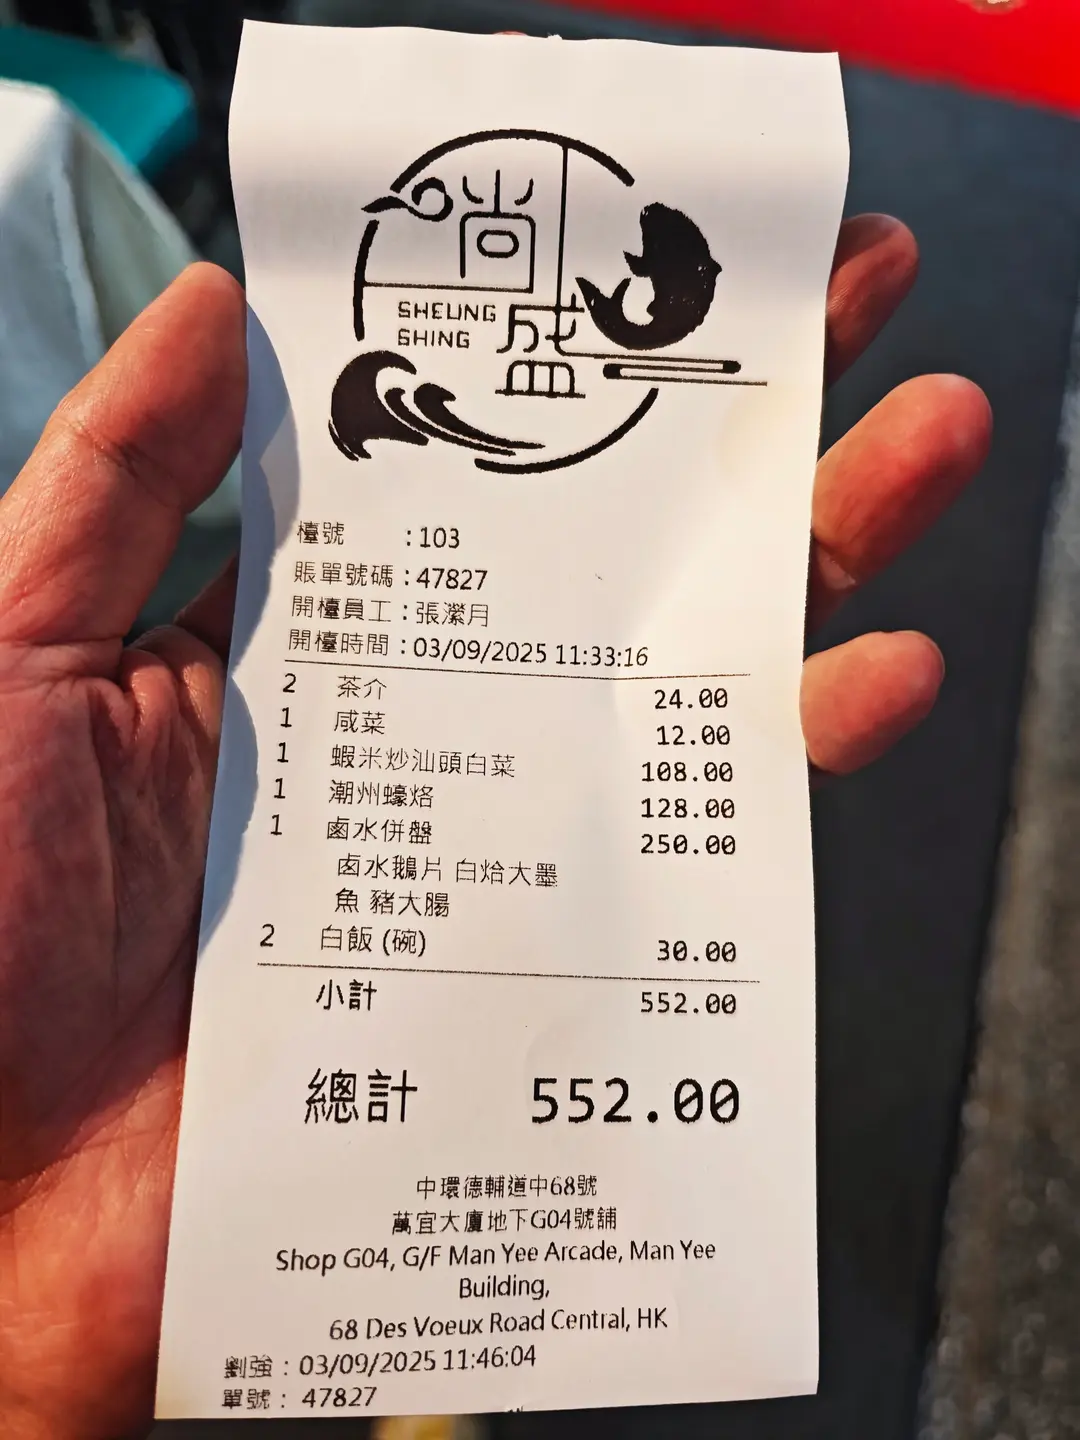 尚
SHEUNG
SHING
盛
檯號 : 103
賬單號碼 : 47827
開檯員工 : 張瀠月
開檯時間 : 03/09/2025 11:33:16
2 茶介 24.00
1 咸菜 12.00
1 蝦米炒汕頭白菜 108.00
1 潮州蠔烙 128.00
1 鹵水併盤 250.00
鹵水鵝片 白烚大墨
魚 豬大腸
2 白飯 (碗) 30.00
小計 552.00
總計 552.00
中環德輔道中68號
萬宜大廈地下G04號舖
Shop G04, G/F Man Yee Arcade, Man Yee
Building,
68 Des Voeux Road Central, HK
劉強 : 03/09/2025 11:46:04
單號 : 47827